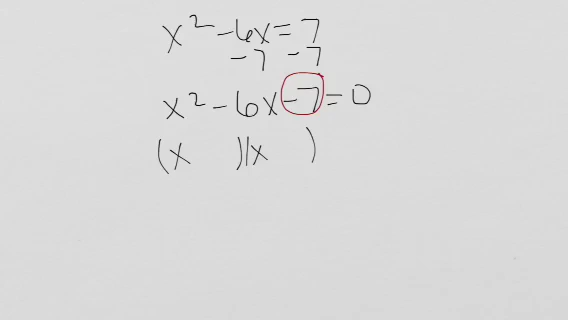 x² - 6x = 7
- 7 - 7
x² - 6x - 7 = 0
(x )(x )